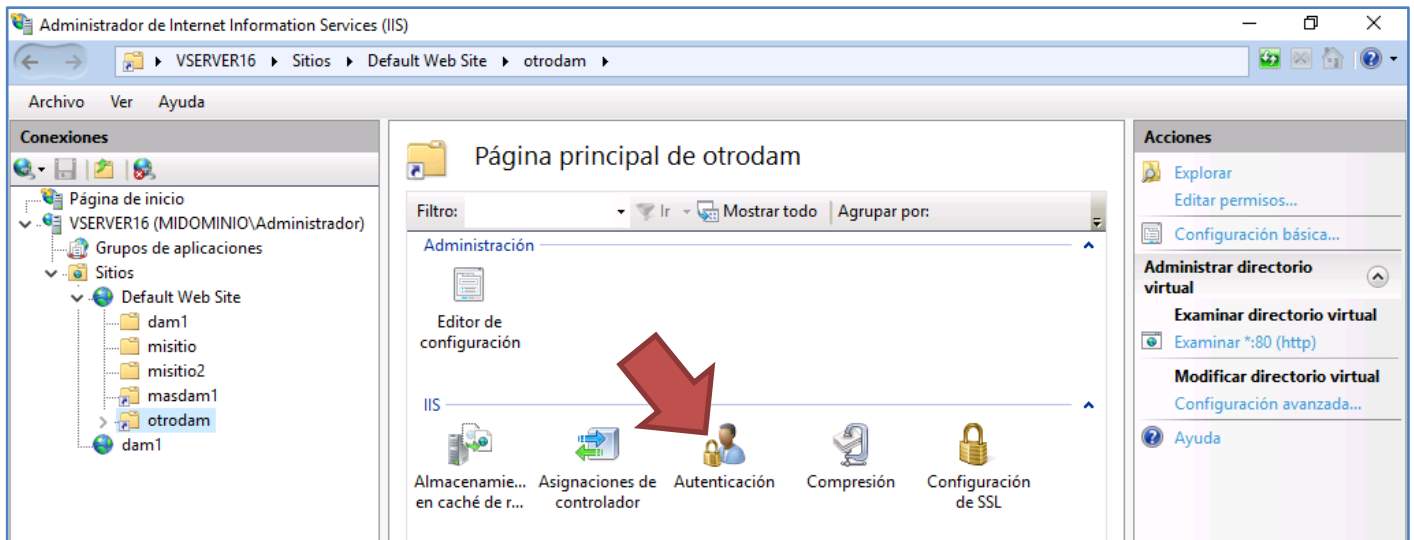 Administrador de Internet Information Services (IIS)
VSERVER16 Sitios Default Web Site otrodam
Archivo Ver Ayuda
Conexiones
Página de inicio
VSERVER16 (MIDOMINIO\Administrador)
Grupos de aplicaciones
Sitios
Default Web Site
dam1
misitio
misitio2
masdam1
otrodam
dam1
Página principal de otrodam
Filtro: Ir Mostrar todo Agrupar por:
Administración
Editor de
configuración
IIS
Almacenamie... Asignaciones de Autenticación Compresión Configuración
en caché de r... controlador de SSL
Acciones
Explorar
Editar permisos...
Configuración básica...
Administrar directorio
virtual
Examinar directorio virtual
Examinar *:80 (http)
Modificar directorio virtual
Configuración avanzada...
Ayuda